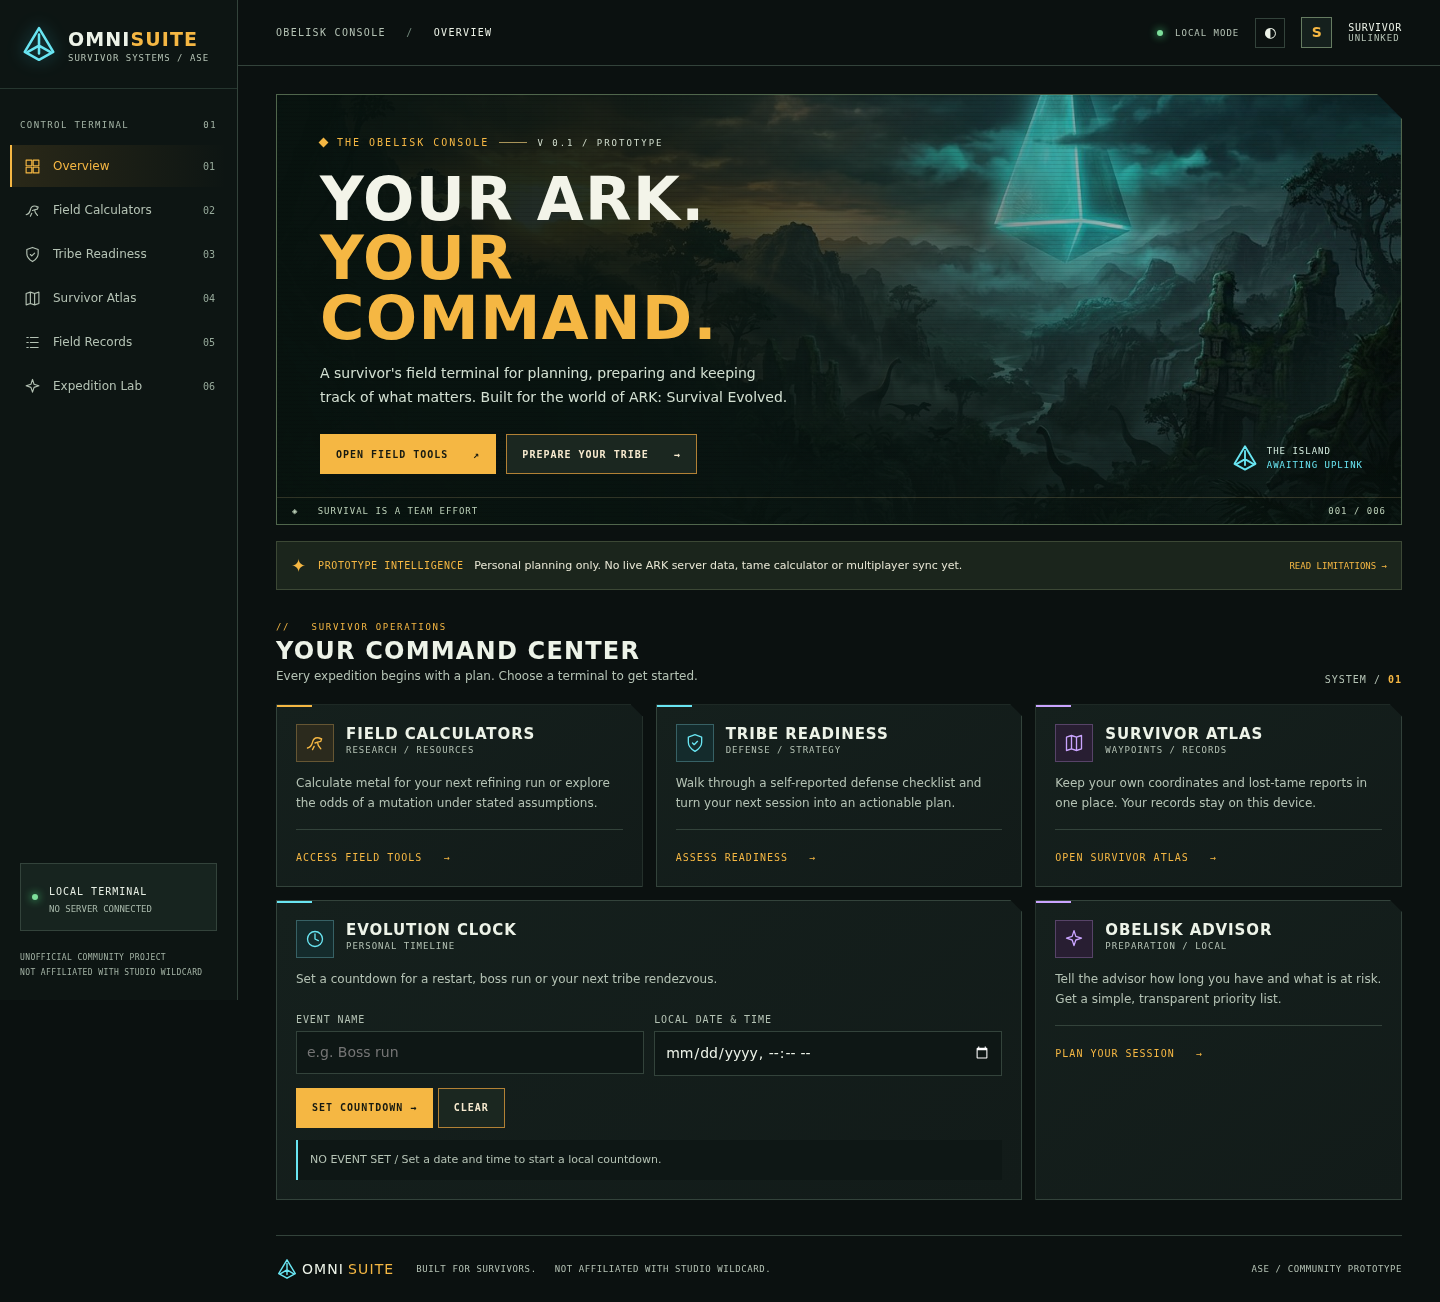 OMNISUITE
SURVIVOR SYSTEMS / ASE
CONTROL TERMINAL 01
Overview 01
Field Calculators 02
Tribe Readiness 03
Survivor Atlas 04
Field Records 05
Expedition Lab 06
LOCAL TERMINAL
NO SERVER CONNECTED
UNOFFICIAL COMMUNITY PROJECT
NOT AFFILIATED WITH STUDIO WILDCARD
OBELISK CONSOLE / OVERVIEW
LOCAL MODE
S
SURVIVOR
UNLINKED
THE OBELISK CONSOLE V 0.1 / PROTOTYPE
YOUR ARK.
YOUR
COMMAND.
A survivor's field terminal for planning, preparing and keeping
track of what matters. Built for the world of ARK: Survival Evolved.
OPEN FIELD TOOLS ↗
PREPARE YOUR TRIBE →
THE ISLAND
AWAITING UPLINK
◈ SURVIVAL IS A TEAM EFFORT
001 / 006
✦ PROTOTYPE INTELLIGENCE Personal planning only. No live ARK server data, tame calculator or multiplayer sync yet.
READ LIMITATIONS →
// SURVIVOR OPERATIONS
YOUR COMMAND CENTER
Every expedition begins with a plan. Choose a terminal to get started.
SYSTEM / 01
FIELD CALCULATORS
RESEARCH / RESOURCES
Calculate metal for your next refining run or explore
the odds of a mutation under stated assumptions.
ACCESS FIELD TOOLS →
TRIBE READINESS
DEFENSE / STRATEGY
Walk through a self-reported defense checklist and
turn your next session into an actionable plan.
ASSESS READINESS →
SURVIVOR ATLAS
WAYPOINTS / RECORDS
Keep your own coordinates and lost-tame reports in
one place. Your records stay on this device.
OPEN SURVIVOR ATLAS →
EVOLUTION CLOCK
PERSONAL TIMELINE
Set a countdown for a restart, boss run or your next tribe rendezvous.
EVENT NAME
e.g. Boss run
LOCAL DATE & TIME
mm/dd/yyyy, --:-- --
SET COUNTDOWN →
CLEAR
NO EVENT SET / Set a date and time to start a local countdown.
OBELISK ADVISOR
PREPARATION / LOCAL
Tell the advisor how long you have and what is at risk.
Get a simple, transparent priority list.
PLAN YOUR SESSION →
OMNI SUITE
BUILT FOR SURVIVORS. NOT AFFILIATED WITH STUDIO WILDCARD.
ASE / COMMUNITY PROTOTYPE